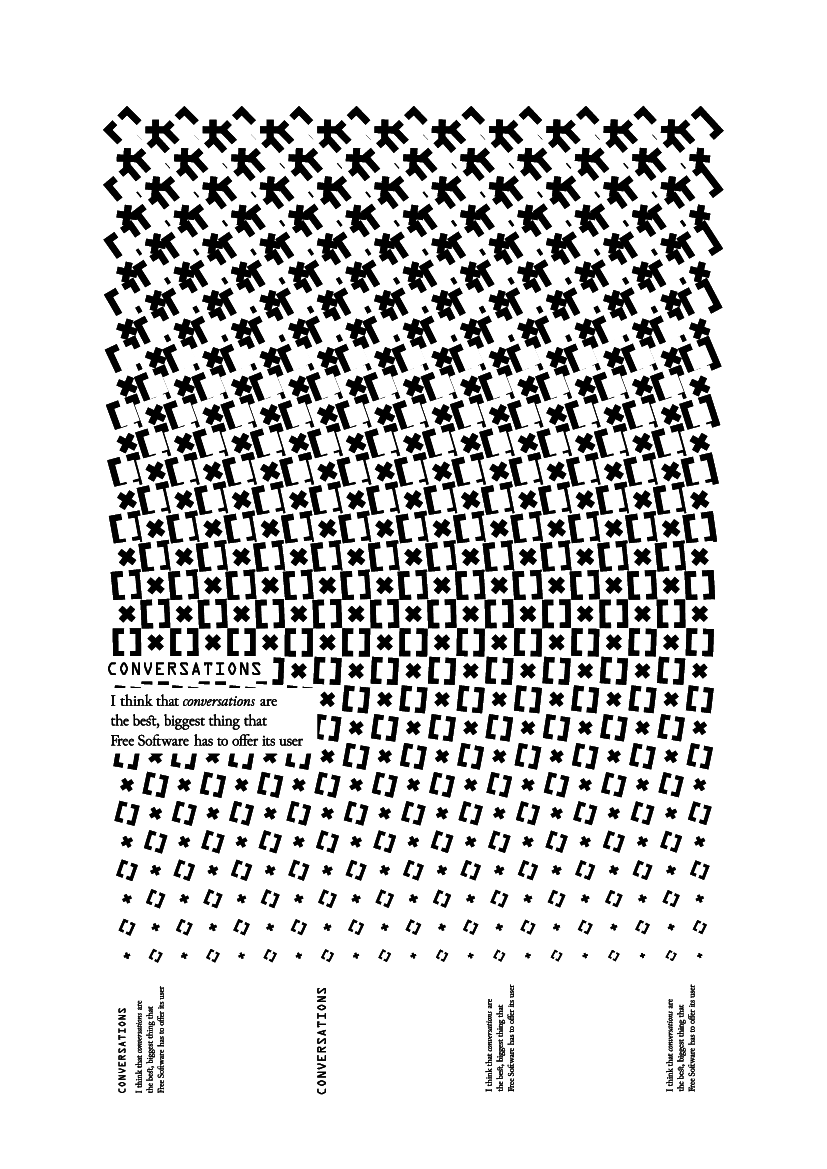 CONVERSATIONS
I think that conversations are
the best, biggest thing that
Free Software has to offer its user
CONVERSATIONS
I think that conversations are
the best, biggest thing that
Free Software has to offer its user
CONVERSATIONS
I think that conversations are
the best, biggest thing that
Free Software has to offer its user
I think that conversations are
the best, biggest thing that
Free Software has to offer its user